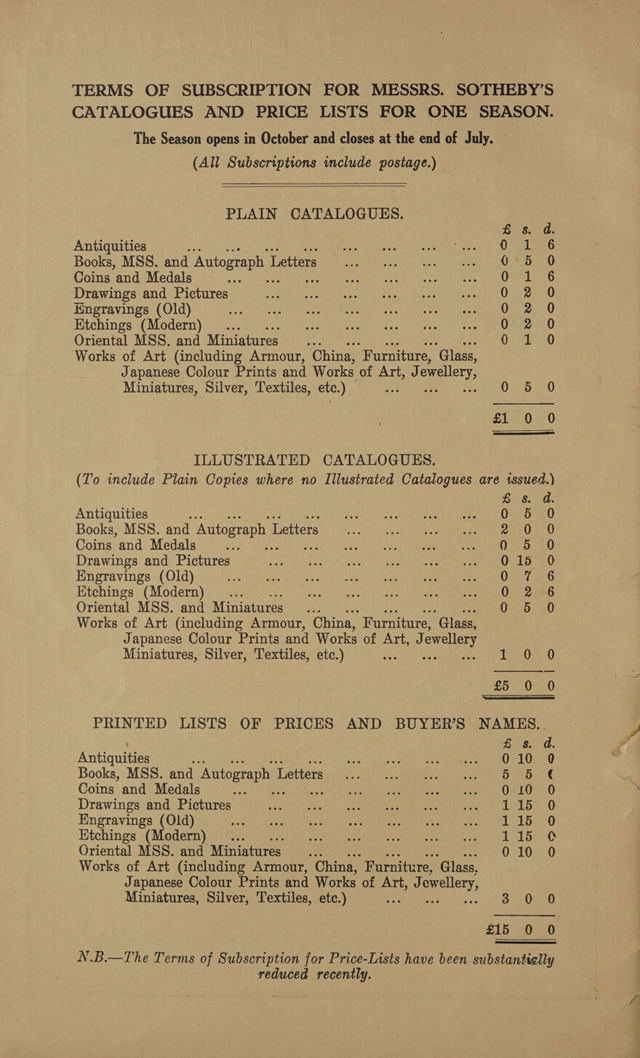 TERMS OF SUBSCRIPTION FOR MESSRS. SOTHEBY'S
CATALOGUES AND PRICE LISTS FOR ONE SEASON.
The Season opens in October and closes at the end of July.
(All Subscriptions include postage.)
PLAIN CATALOGUES.
£ s. d.
Antiquities ... ... ... ... ... ... ... ... 0 1 6
Books, MSS. and Autograph Letters ... ... ... ... 0 5 0
Coins and Medals ... ... ... ... ... ... ... 0 1 6
Drawings and Pictures ... ... ... ... ... ... 0 2 0
Engravings (Old) ... ... ... ... ... ... ... 0 2 0
Etchings (Modern) ... ... ... ... ... ... ... 0 2 0
Oriental MSS. and Miniatures ... ... ... ... ... 0 1 0
Works of Art (including Armour, China, Furniture, Glass,
Japanese Colour Prints and Works of Art, Jewellery,
Miniatures, Silver, Textiles, etc.) ... ... ... 0 5 0
£1 0 0
ILLUSTRATED CATALOGUES.
(To include Plain Copies where no Illustrated Catalogues are issued.)
£ s. d.
Antiquities ... ... ... ... ... ... ... ... 0 5 0
Books, MSS. and Autograph Letters ... ... ... ... 2 0 0
Coins and Medals ... ... ... ... ... ... ... 0 5 0
Drawings and Pictures ... ... ... ... ... ... 0 15 0
Engravings (Old) ... ... ... ... ... ... ... 0 7 6
Etchings (Modern) ... ... ... ... ... ... ... 0 2 6
Oriental MSS. and Miniatures ... ... ... ... ... 0 5 0
Works of Art (including Armour, China, Furniture, Glass,
Japanese Colour Prints and Works of Art, Jewellery
Miniatures, Silver, Textiles, etc.) ... ... ... 1 0 0
£5 0 0
PRINTED LISTS OF PRICES AND BUYER'S NAMES.
£ s. d.
Antiquities ... ... ... ... ... ... ... ... 0 10 0
Books, MSS. and Autograph Letters ... ... ... ... 5 5 0
Coins and Medals ... ... ... ... ... ... ... 0 10 0
Drawings and Pictures ... ... ... ... ... ... 1 15 0
Engravings (Old) ... ... ... ... ... ... ... 1 15 0
Etchings (Modern) ... ... ... ... ... ... ... 1 15 0
Oriental MSS. and Miniatures ... ... ... ... ... 0 10 0
Works of Art (including Armour, China, Furniture, Glass,
Japanese Colour Prints and Works of Art, Jewellery,
Miniatures, Silver, Textiles, etc.) ... ... ... 3 0 0
£15 0 0
N.B.—The Terms of Subscription for Price-Lists have been substantially
reduced recently.